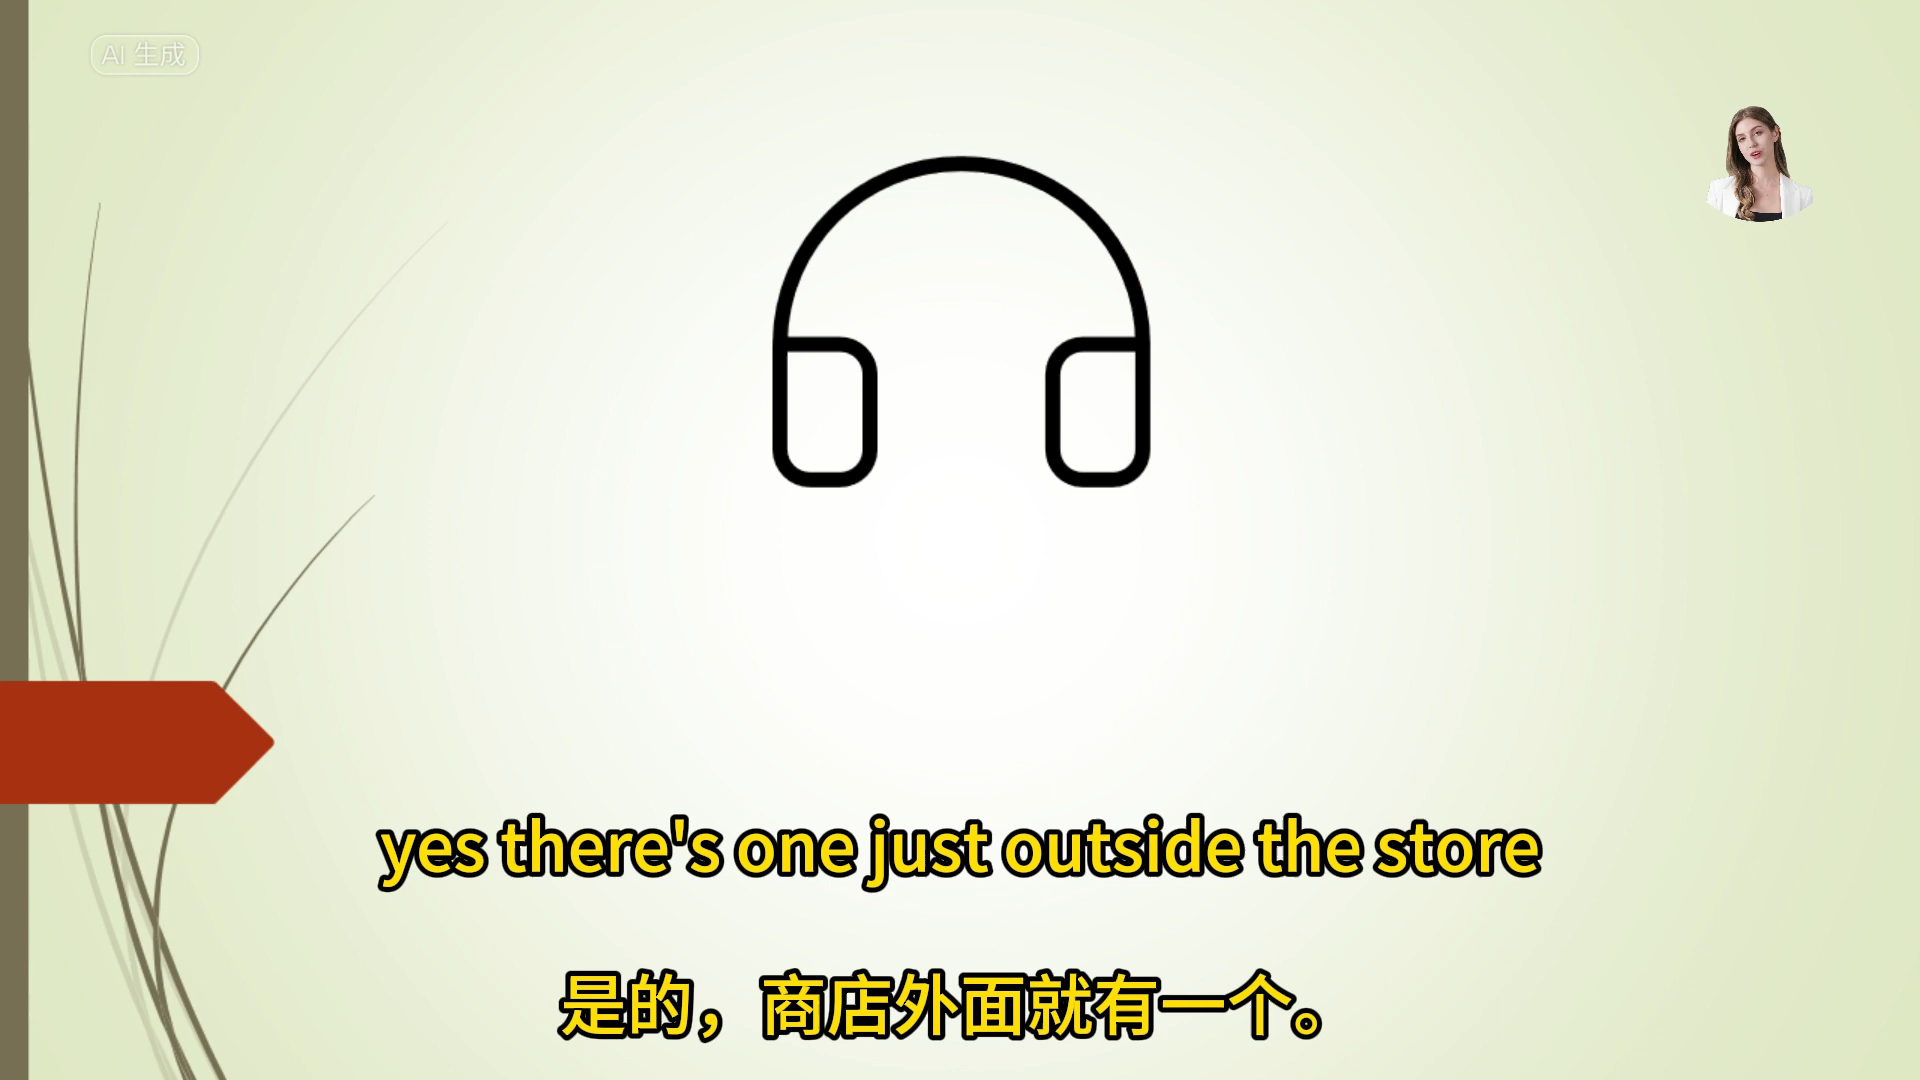 AI 生成
yes there's one just outside the store
是的，商店外面就有一个。